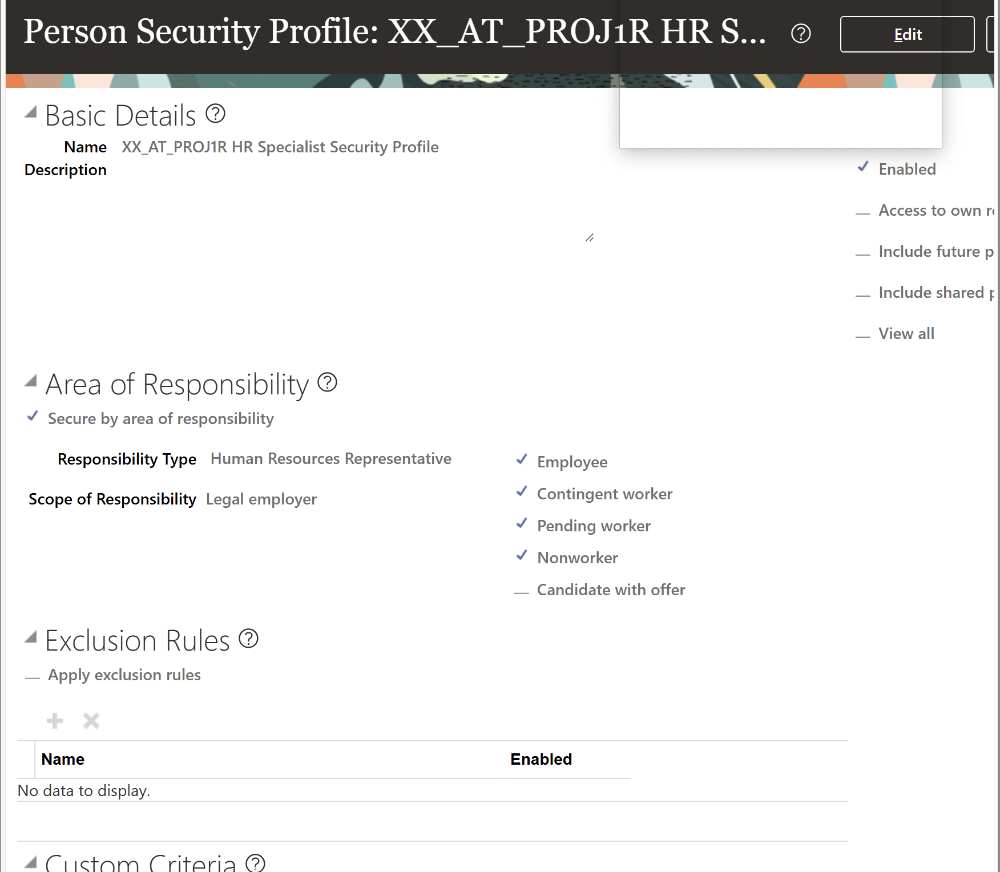 Person Security Profile: XX_AT_PROJ1R HR S...
Edit
Basic Details
Name XX_AT_PROJ1R HR Specialist Security Profile
Description
Enabled
Access to own
Include future
Include shared
View all
Area of Responsibility
Secure by area of responsibility
Responsibility Type Human Resources Representative
Scope of Responsibility Legal employer
Employee
Contingent worker
Pending worker
Nonworker
Candidate with offer
Exclusion Rules
Apply exclusion rules
Name Enabled
No data to display.
Custom Criteria